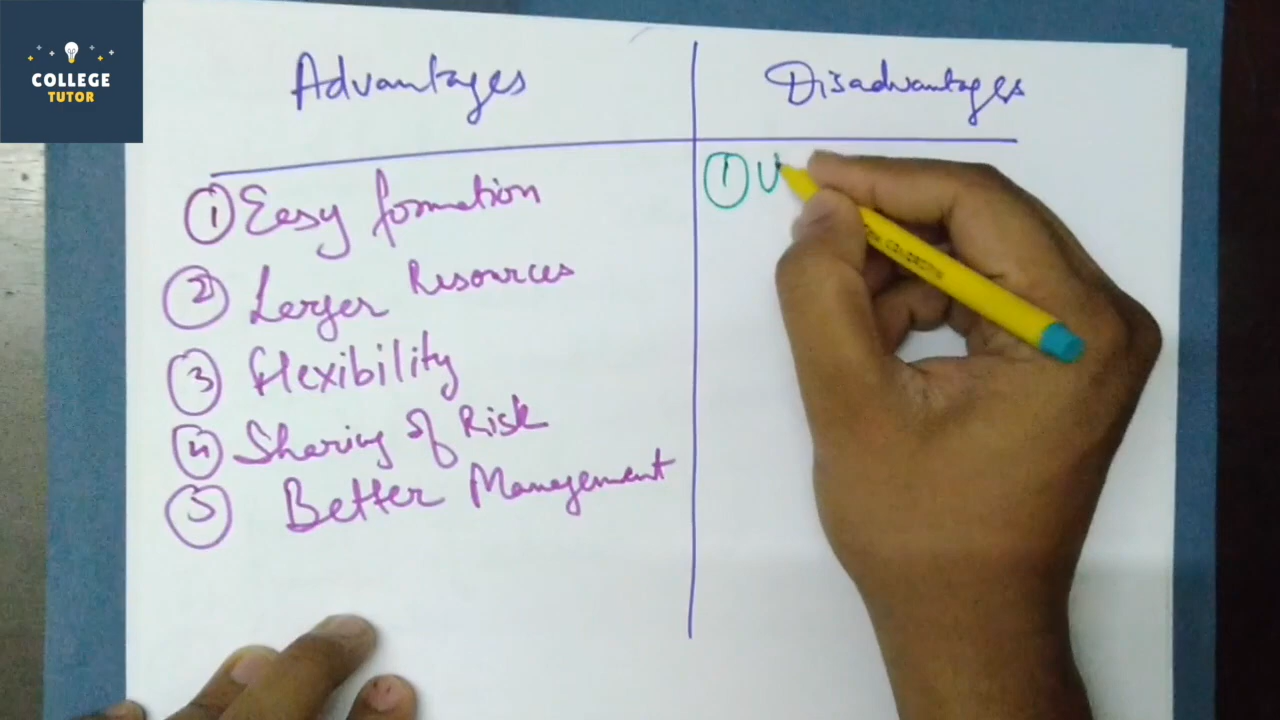 COLLEGE
TUTOR
Advantages
Disadvantages
① Easy formation
② Larger Resources
③ Flexibility
④ Sharing of Risk
⑤ Better Management
① U